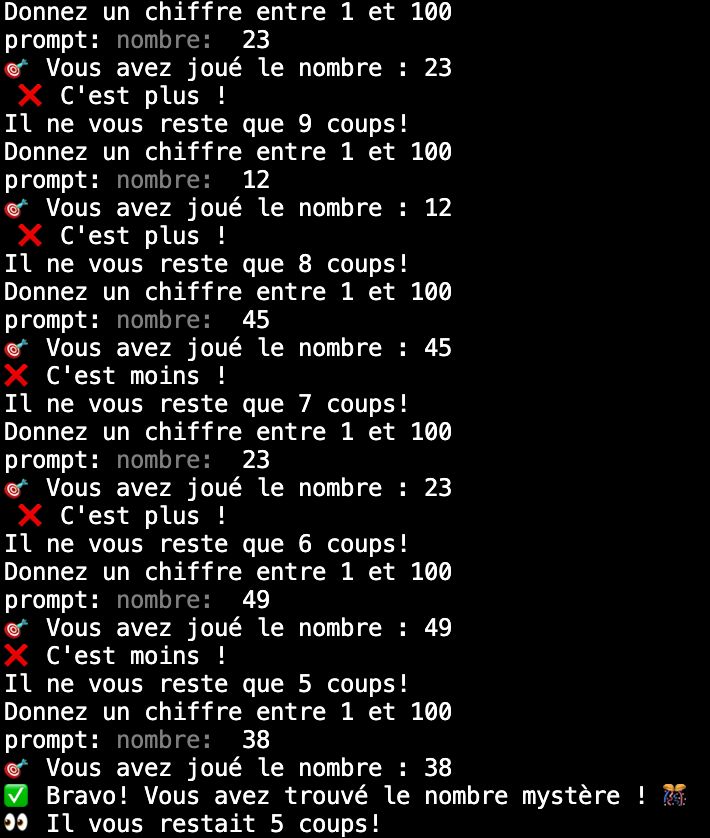 Donnez un chiffre entre 1 et 100
prompt: nombre:  23
🎯 Vous avez joué le nombre : 23
 ❌ C'est plus !
Il ne vous reste que 9 coups!
Donnez un chiffre entre 1 et 100
prompt: nombre:  12
🎯 Vous avez joué le nombre : 12
 ❌ C'est plus !
Il ne vous reste que 8 coups!
Donnez un chiffre entre 1 et 100
prompt: nombre:  45
🎯 Vous avez joué le nombre : 45
❌ C'est moins !
Il ne vous reste que 7 coups!
Donnez un chiffre entre 1 et 100
prompt: nombre:  23
🎯 Vous avez joué le nombre : 23
 ❌ C'est plus !
Il ne vous reste que 6 coups!
Donnez un chiffre entre 1 et 100
prompt: nombre:  49
🎯 Vous avez joué le nombre : 49
❌ C'est moins !
Il ne vous reste que 5 coups!
Donnez un chiffre entre 1 et 100
prompt: nombre:  38
🎯 Vous avez joué le nombre : 38
✅ Bravo! Vous avez trouvé le nombre mystère ! 🎊
👀 Il vous restait 5 coups!